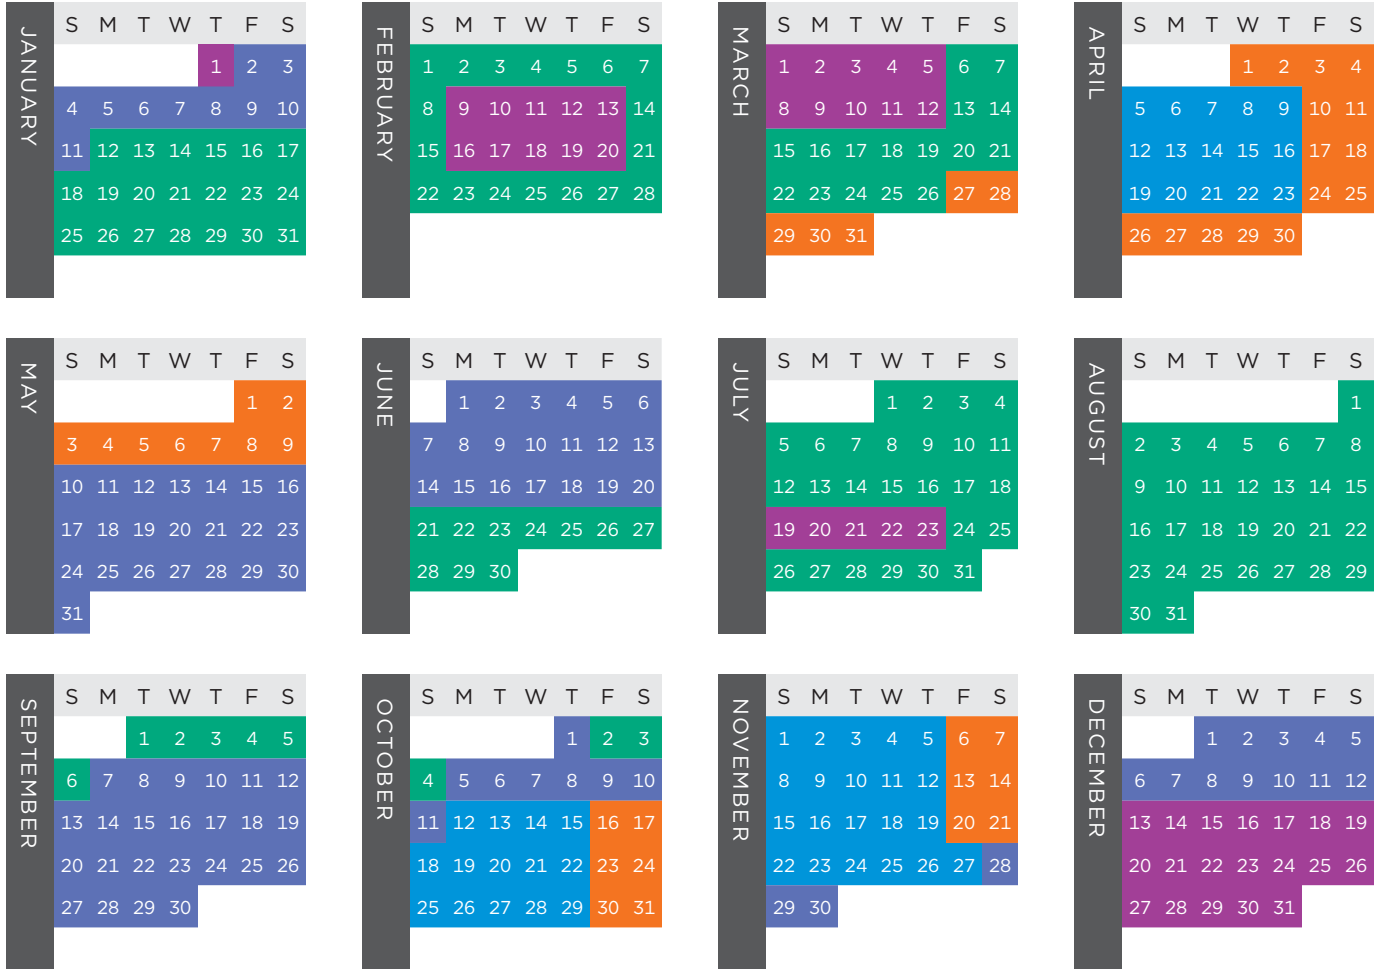 JANUARY
S M T W T F S
1 2 3
4 5 6 7 8 9 10
11 12 13 14 15 16 17
18 19 20 21 22 23 24
25 26 27 28 29 30 31
FEBRUARY
S M T W T F S
1 2 3 4 5 6 7
8 9 10 11 12 13 14
15 16 17 18 19 20 21
22 23 24 25 26 27 28
MARCH
S M T W T F S
1 2 3 4 5 6 7
8 9 10 11 12 13 14
15 16 17 18 19 20 21
22 23 24 25 26 27 28
29 30 31
APRIL
S M T W T F S
1 2 3 4
5 6 7 8 9 10 11
12 13 14 15 16 17 18
19 20 21 22 23 24 25
26 27 28 29 30
MAY
S M T W T F S
1 2
3 4 5 6 7 8 9
10 11 12 13 14 15 16
17 18 19 20 21 22 23
24 25 26 27 28 29 30
31
JUNE
S M T W T F S
1 2 3 4 5 6
7 8 9 10 11 12 13
14 15 16 17 18 19 20
21 22 23 24 25 26 27
28 29 30
JULY
S M T W T F S
1 2 3 4
5 6 7 8 9 10 11
12 13 14 15 16 17 18
19 20 21 22 23 24 25
26 27 28 29 30 31
AUGUST
S M T W T F S
1
2 3 4 5 6 7 8
9 10 11 12 13 14 15
16 17 18 19 20 21 22
23 24 25 26 27 28 29
30 31
SEPTEMBER
S M T W T F S
1 2 3 4 5
6 7 8 9 10 11 12
13 14 15 16 17 18 19
20 21 22 23 24 25 26
27 28 29 30
OCTOBER
S M T W T F S
1 2 3
4 5 6 7 8 9 10
11 12 13 14 15 16 17
18 19 20 21 22 23 24
25 26 27 28 29 30 31
NOVEMBER
S M T W T F S
1 2 3 4 5 6 7
8 9 10 11 12 13 14
15 16 17 18 19 20 21
22 23 24 25 26 27 28
29 30
DECEMBER
S M T W T F S
1 2 3 4 5
6 7 8 9 10 11 12
13 14 15 16 17 18 19
20 21 22 23 24 25 26
27 28 29 30 31